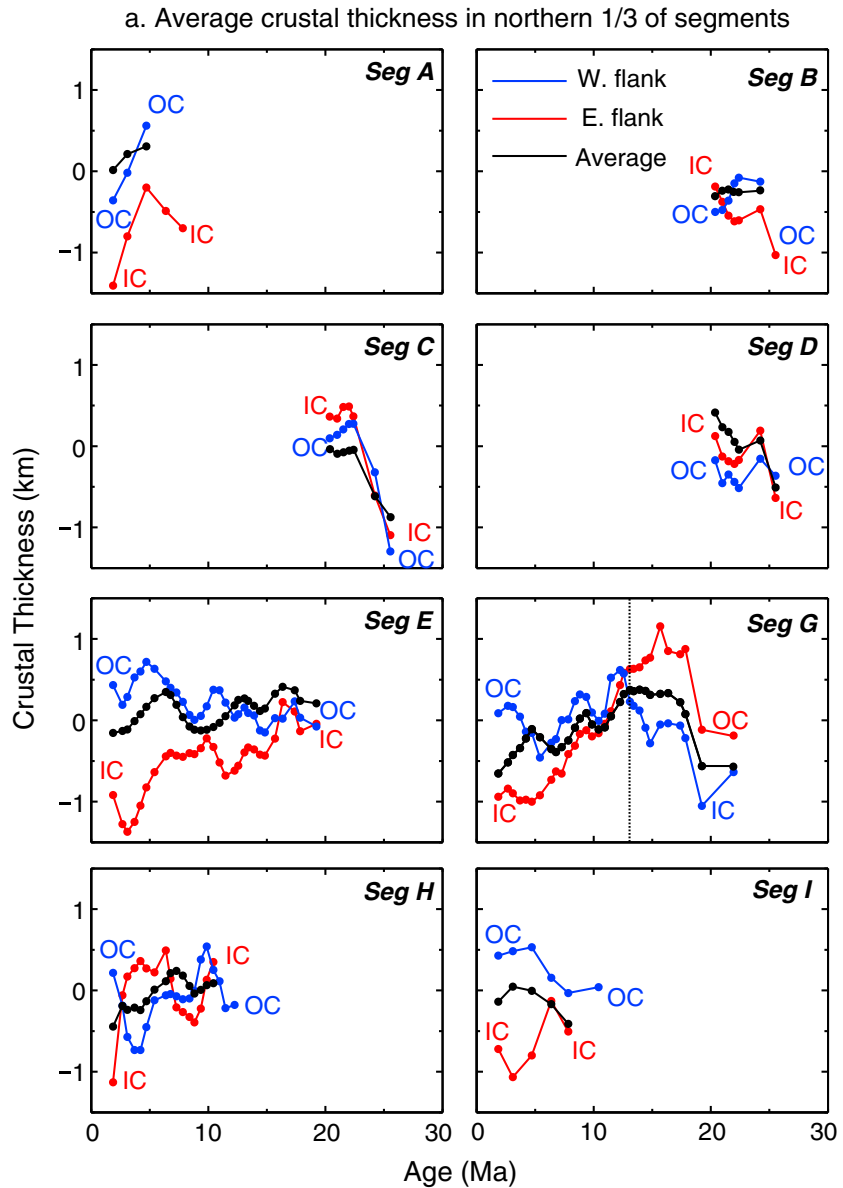 a. Average crustal thickness in northern 1/3 of segments
Seg A
1
0
−1
OC
OC
IC
IC
Seg B
W. flank
E. flank
Average
IC
OC
OC
IC
Seg C
1
0
−1
IC
OC
IC
OC
Seg D
IC
OC
OC
IC
Crustal Thickness (km)
Seg E
1
0
−1
OC
IC
OC
IC
Seg G
OC
IC
OC
IC
Seg H
1
0
−1
OC
IC
IC
OC
Seg I
OC
OC
IC
IC
0 10 20 30
0 10 20 30
Age (Ma)